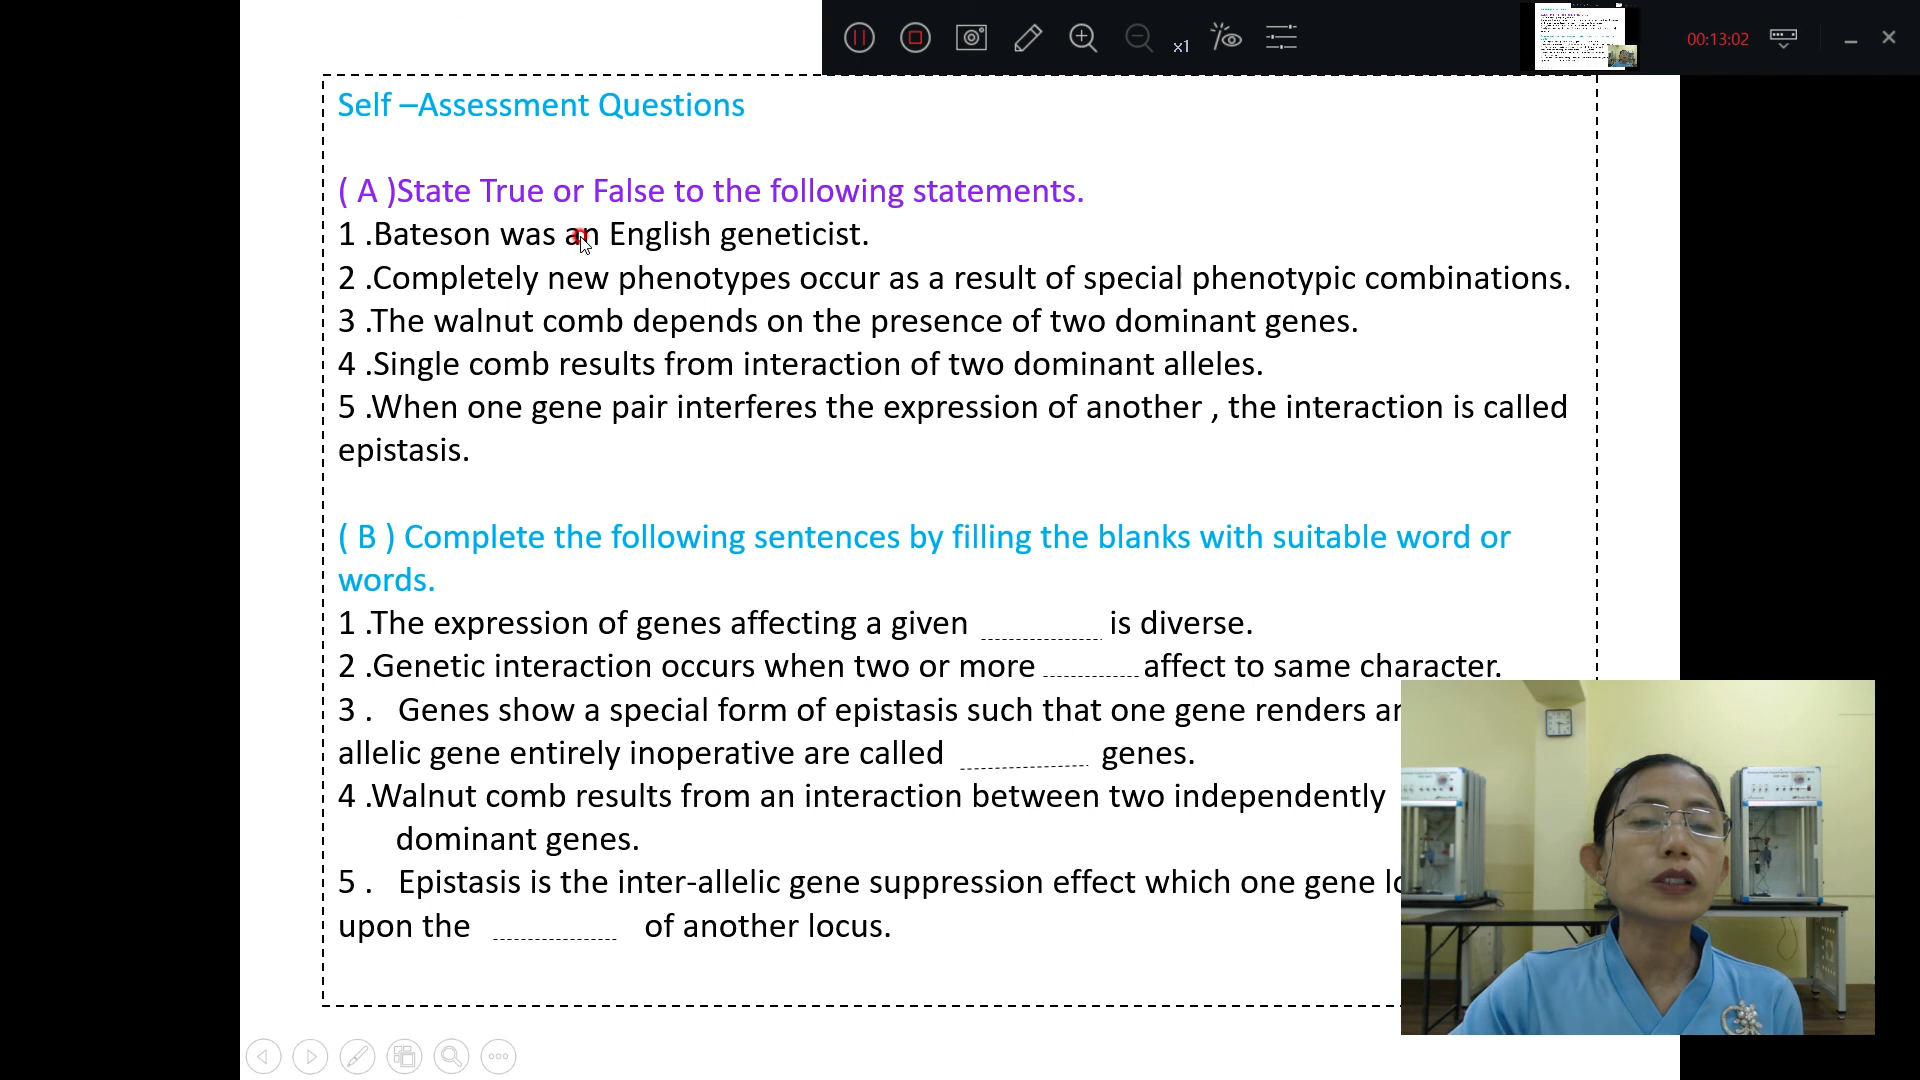 x1
00:13:02
Self –Assessment Questions
( A )State True or False to the following statements.
1 .Bateson was an English geneticist.
2 .Completely new phenotypes occur as a result of special phenotypic combinations.
3 .The walnut comb depends on the presence of two dominant genes.
4 .Single comb results from interaction of two dominant alleles.
5 .When one gene pair interferes the expression of another , the interaction is called
epistasis.
( B ) Complete the following sentences by filling the blanks with suitable word or
words.
1 .The expression of genes affecting a given ............... is diverse.
2 .Genetic interaction occurs when two or more ............ affect to same character.
3 . Genes show a special form of epistasis such that one gene renders
allelic gene entirely inoperative are called ................ genes.
4 .Walnut comb results from an interaction between two independently
dominant genes.
5 . Epistasis is the inter-allelic gene suppression effect which one gene
upon the ............... of another locus.